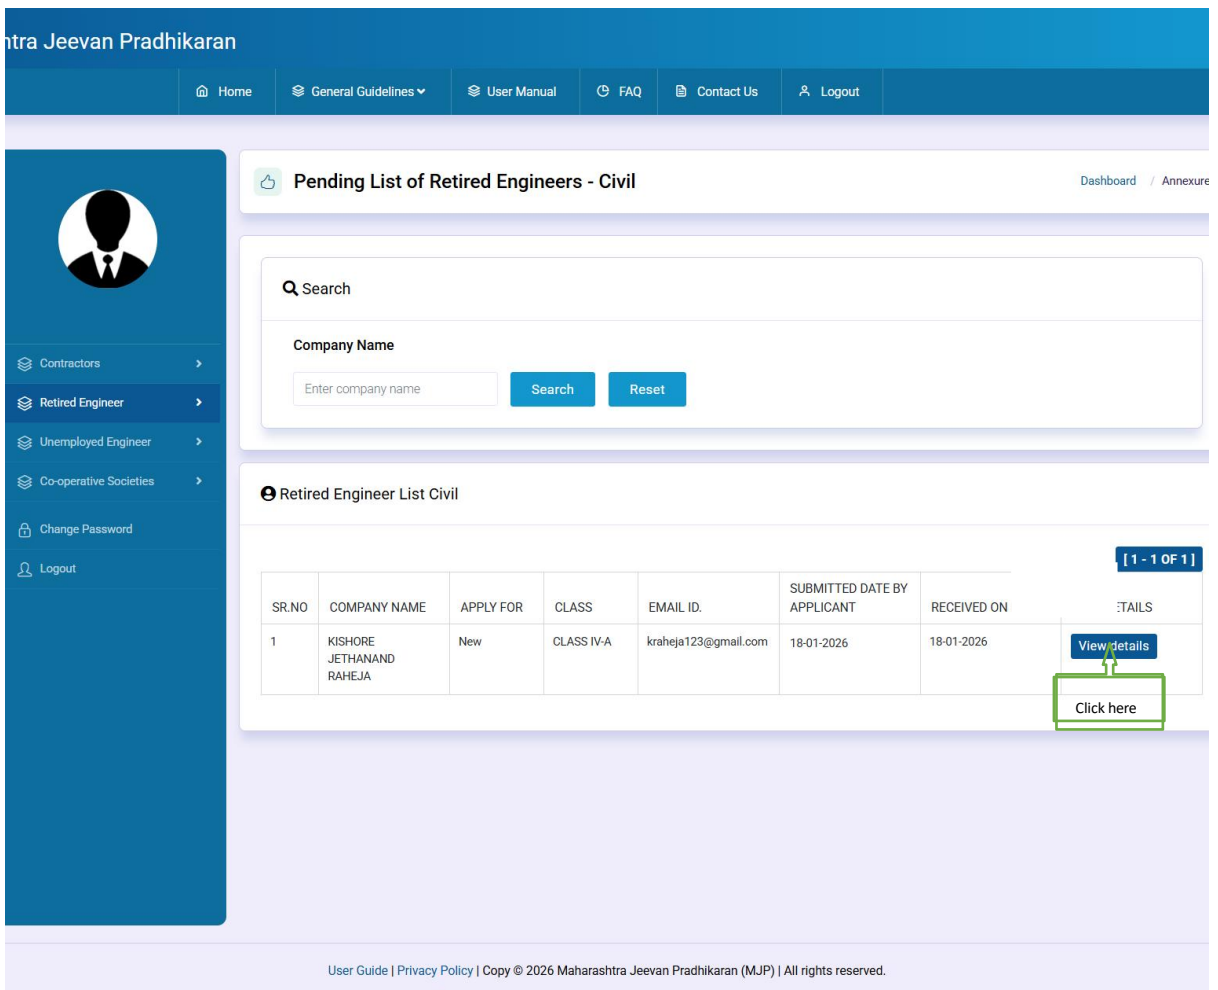 ntra Jeevan Pradhikaran
Home General Guidelines User Manual FAQ Contact Us Logout
Pending List of Retired Engineers - Civil
Dashboard / Annexure
Search
Company Name
Enter company name Search Reset
Contractors
Retired Engineer
Unemployed Engineer
Co-operative Societies
Change Password
Logout
Retired Engineer List Civil
[ 1 - 1 OF 1 ]
SR.NO COMPANY NAME APPLY FOR CLASS EMAIL ID. SUBMITTED DATE BY APPLICANT RECEIVED ON ETAILS
1 KISHORE JETHANAND RAHEJA New CLASS IV-A kraheja123@gmail.com 18-01-2026 18-01-2026 View details
Click here
User Guide | Privacy Policy | Copy © 2026 Maharashtra Jeevan Pradhikaran (MJP) | All rights reserved.